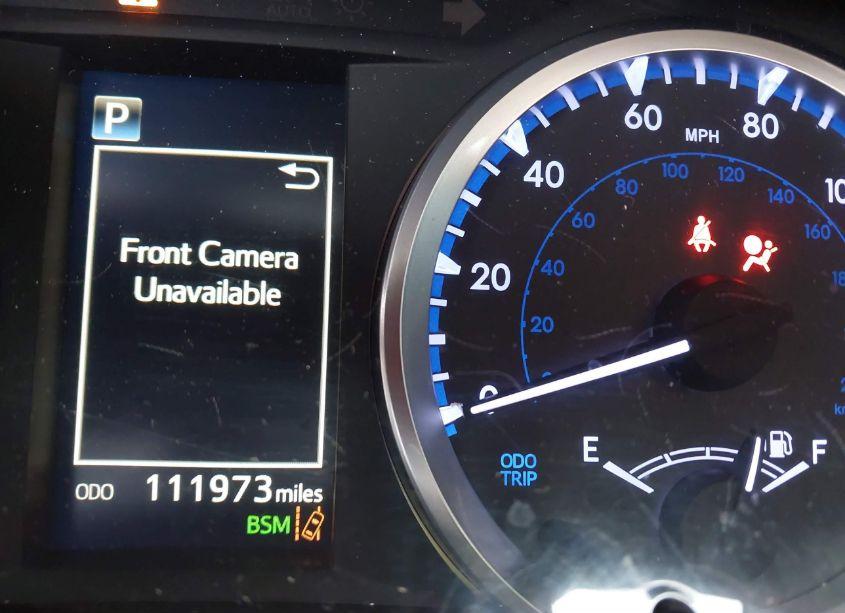 P
Front Camera
Unavailable
ODO 111973 miles
BSM
0
20
40
60
80
MPH
20
40
60
80
100
120
140
160
E
F
ODO
TRIP